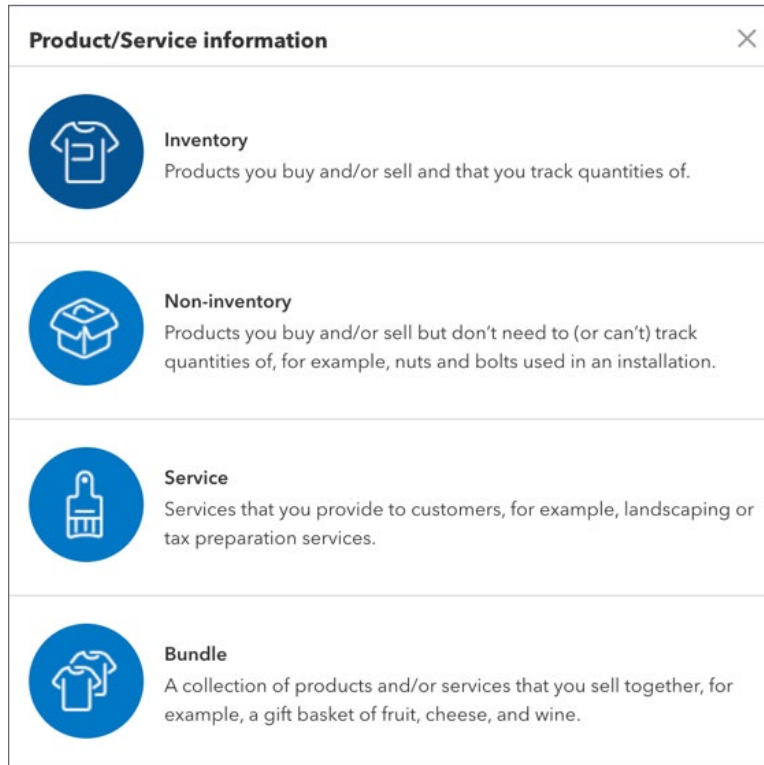 Product/Service information
Inventory
Products you buy and/or sell and that you track quantities of.
Non-inventory
Products you buy and/or sell but don’t need to (or can’t) track
quantities of, for example, nuts and bolts used in an installation.
Service
Services that you provide to customers, for example, landscaping or
tax preparation services.
Bundle
A collection of products and/or services that you sell together, for
example, a gift basket of fruit, cheese, and wine.